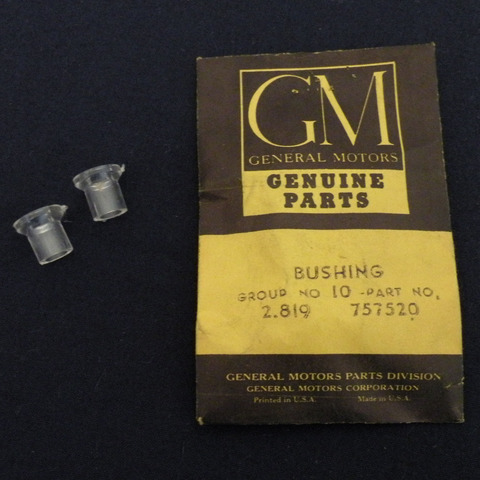 GM
GENERAL MOTORS
GENUINE
PARTS
BUSHING
GROUP NO 10 -PART NO.
2.819 757520
GENERAL MOTORS PARTS DIVISION
GENERAL MOTORS CORPORATION
Printed in U.S.A. Made in U.S.A.